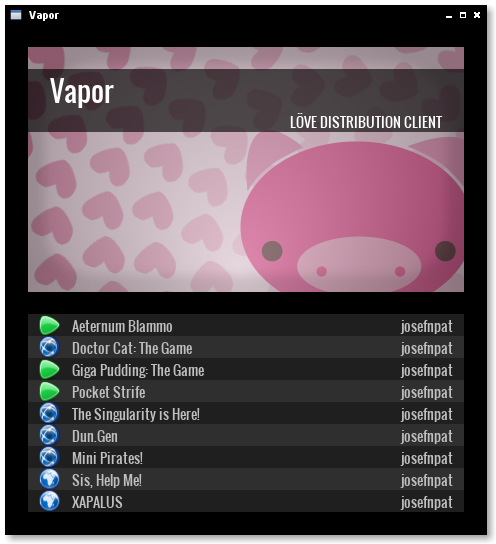 Vapor
Vapor
LÖVE DISTRIBUTION CLIENT
Aeternum Blammo josefnpat
Doctor Cat: The Game josefnpat
Giga Pudding: The Game josefnpat
Pocket Strife josefnpat
The Singularity is Here! josefnpat
Dun.Gen josefnpat
Mini Pirates! josefnpat
Sis, Help Me! josefnpat
XAPALUS josefnpat